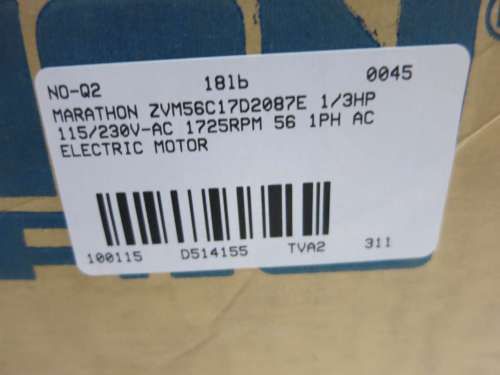 NO-Q2 18lb 0045
MARATHON ZVM56C17D2087E 1/3HP
115/230V-AC 1725RPM 56 1PH AC
ELECTRIC MOTOR
100115 D514155 TVA2 311